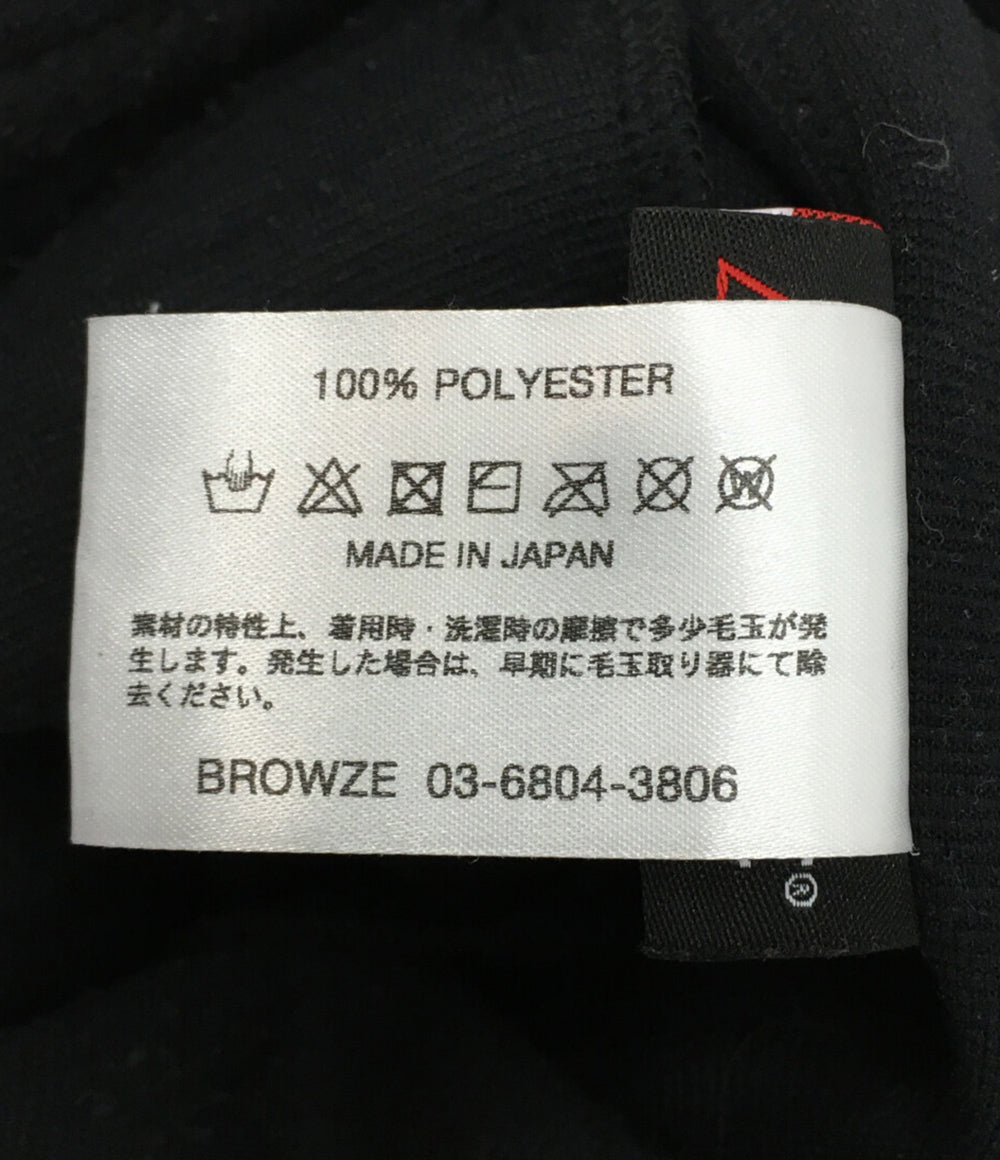 100% POLYESTER
W
MADE IN JAPAN
素材の特性上、着用時・洗濯時の摩擦で多少毛玉が発
生します。発生した場合は、早期に毛玉取り器にて除
去ください。
BROWZE 03-6804-3806
®